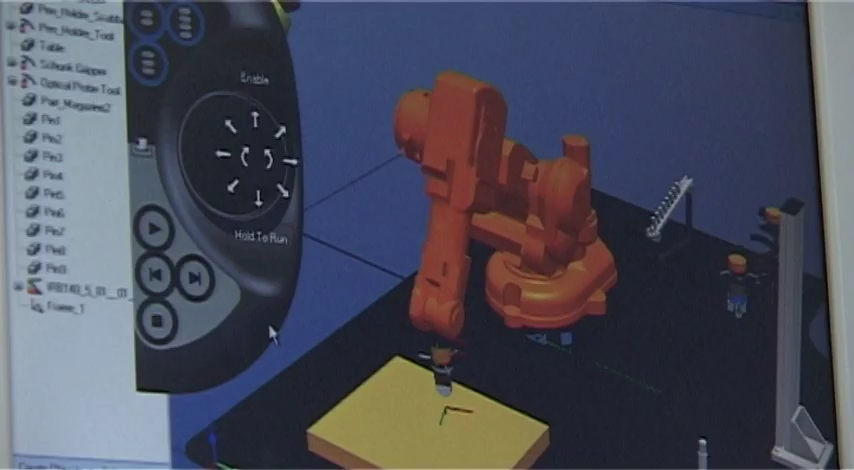 Pen_Holder_Tool
Table
Schunk Gripper
Optical Probe Tool
Part_Magazine2
Pin1
Pin2
Pin3
Pin4
Pin5
Pin6
Pin7
Pin8
Pin9
Frame_1
Enable
Hold To Run